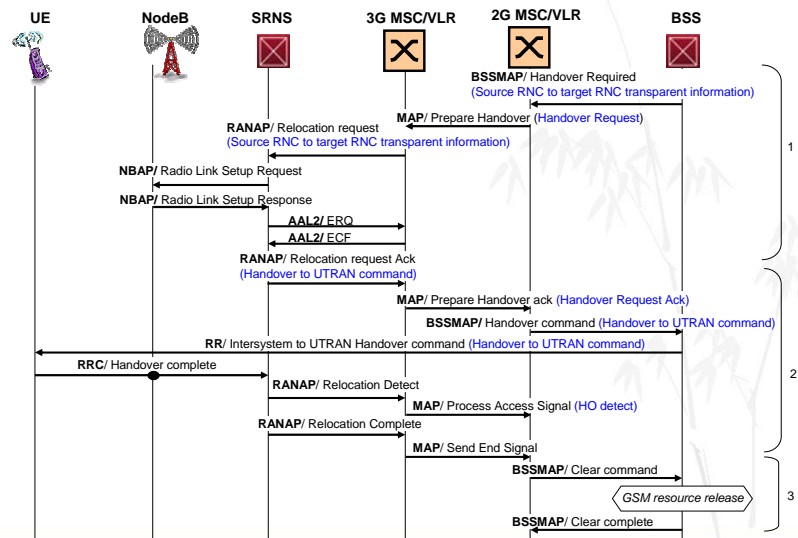 UE NodeB SRNS 3G MSC/VLR 2G MSC/VLR BSS
BSSMAP/ Handover Required
(Source RNC to target RNC transparent information)
MAP/ Prepare Handover (Handover Request)
RANAP/ Relocation request
(Source RNC to target RNC transparent information)
1
NBAP/ Radio Link Setup Request
NBAP/ Radio Link Setup Response
AAL2/ ERQ
AAL2/ ECF
RANAP/ Relocation request Ack
(Handover to UTRAN command)
MAP/ Prepare Handover ack (Handover Request Ack)
BSSMAP/ Handover command (Handover to UTRAN command)
RR/ Intersystem to UTRAN Handover command (Handover to UTRAN command)
RRC/ Handover complete
2
RANAP/ Relocation Detect
MAP/ Process Access Signal (HO detect)
RANAP/ Relocation Complete
MAP/ Send End Signal
BSSMAP/ Clear command
GSM resource release
3
BSSMAP/ Clear complete